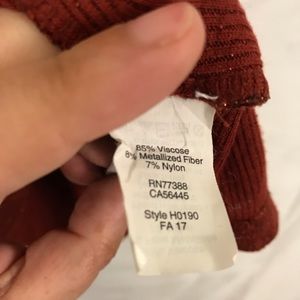 85% Viscose
8% Metallized Fiber
7% Nylon
RN77388
CA56445
Style H0190
FA 17